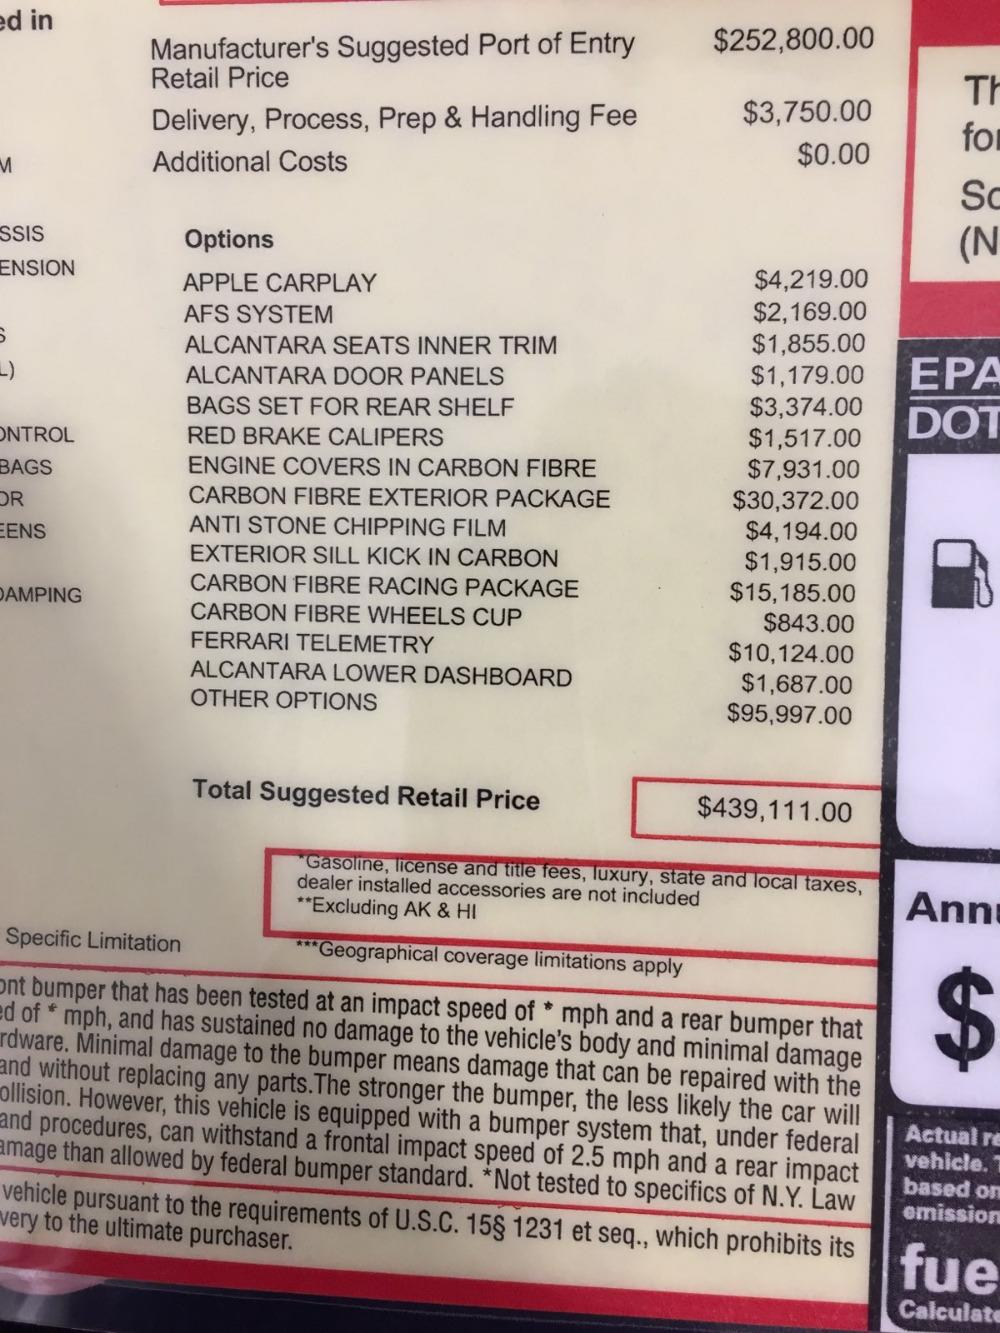 ed in
Manufacturer's Suggested Port of Entry
Retail Price
$252,800.00
Delivery, Process, Prep & Handling Fee $3,750.00
Additional Costs $0.00
M
SSIS
ENSION
S
L)
ONTROL
BAGS
OR
EENS
DAMPING
Options
APPLE CARPLAY $4,219.00
AFS SYSTEM $2,169.00
ALCANTARA SEATS INNER TRIM $1,855.00
ALCANTARA DOOR PANELS $1,179.00
BAGS SET FOR REAR SHELF $3,374.00
RED BRAKE CALIPERS $1,517.00
ENGINE COVERS IN CARBON FIBRE $7,931.00
CARBON FIBRE EXTERIOR PACKAGE $30,372.00
ANTI STONE CHIPPING FILM $4,194.00
EXTERIOR SILL KICK IN CARBON $1,915.00
CARBON FIBRE RACING PACKAGE $15,185.00
CARBON FIBRE WHEELS CUP $843.00
FERRARI TELEMETRY $10,124.00
ALCANTARA LOWER DASHBOARD $1,687.00
OTHER OPTIONS $95,997.00
Total Suggested Retail Price $439,111.00
*Gasoline, license and title fees, luxury, state and local taxes,
dealer installed accessories are not included
**Excluding AK & HI
Specific Limitation
***Geographical coverage limitations apply
ont bumper that has been tested at an impact speed of * mph and a rear bumper that
ed of * mph, and has sustained no damage to the vehicle's body and minimal damage
rdware. Minimal damage to the bumper means damage that can be repaired with the
and without replacing any parts.The stronger the bumper, the less likely the car will
ollision. However, this vehicle is equipped with a bumper system that, under federal
and procedures, can withstand a frontal impact speed of 2.5 mph and a rear impact
amage than allowed by federal bumper standard. *Not tested to specifics of N.Y. Law
vehicle pursuant to the requirements of U.S.C. 15§ 1231 et seq., which prohibits its
very to the ultimate purchaser.
Th
for
Sc
(N
EPA
DOT
Annu
$
Actual re
vehicle. T
based on
emission
fue
Calculate